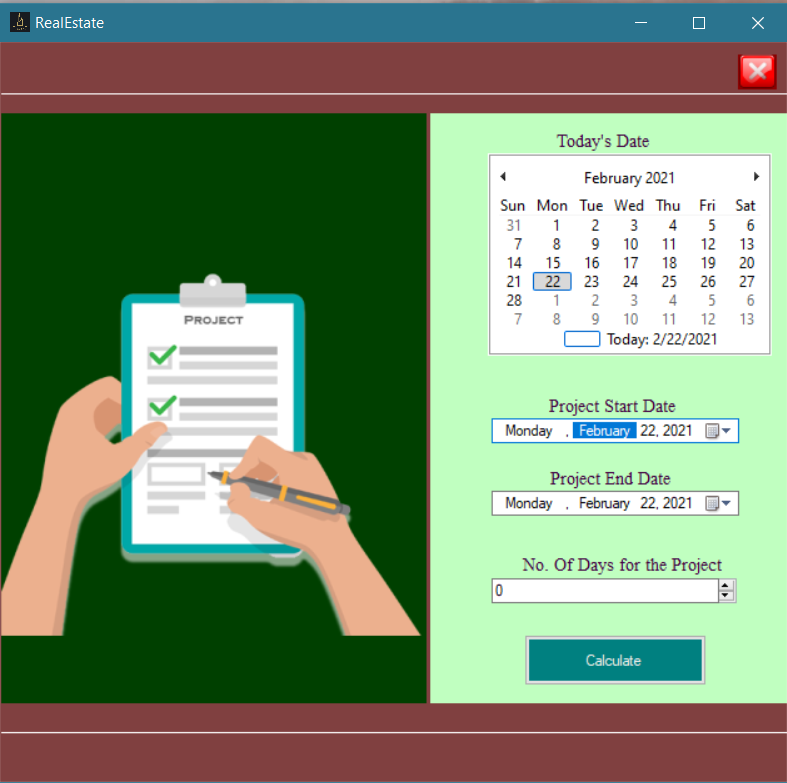 RealEstate
PROJECT
Today's Date
February 2021
Sun Mon Tue Wed Thu Fri Sat
31 1 2 3 4 5 6
7 8 9 10 11 12 13
14 15 16 17 18 19 20
21 22 23 24 25 26 27
28 1 2 3 4 5 6
7 8 9 10 11 12 13
Today: 2/22/2021
Project Start Date
Monday , February 22, 2021
Project End Date
Monday , February 22, 2021
No. Of Days for the Project
0
Calculate